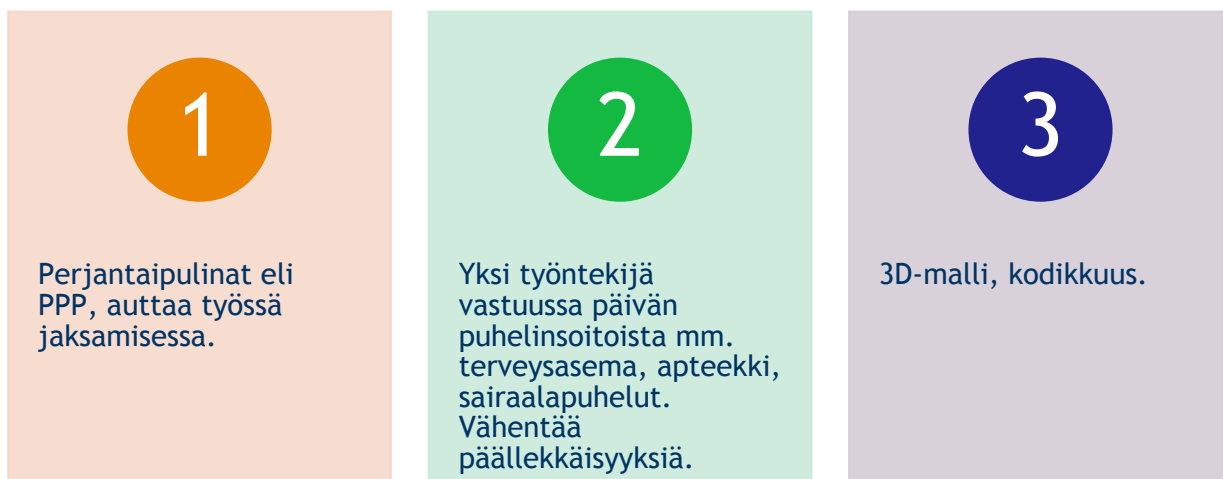 1
Perjantaipulinat eli
PPP, auttaa työssä
jaksamisessa.
2
Yksi työntekijä
vastuussa päivän
puhelinsoitoista mm.
terveysasema, apteekki,
sairaalapuhelut.
Vähentää
päällekkäisyyksiä.
3
3D-malli, kodikkuus.